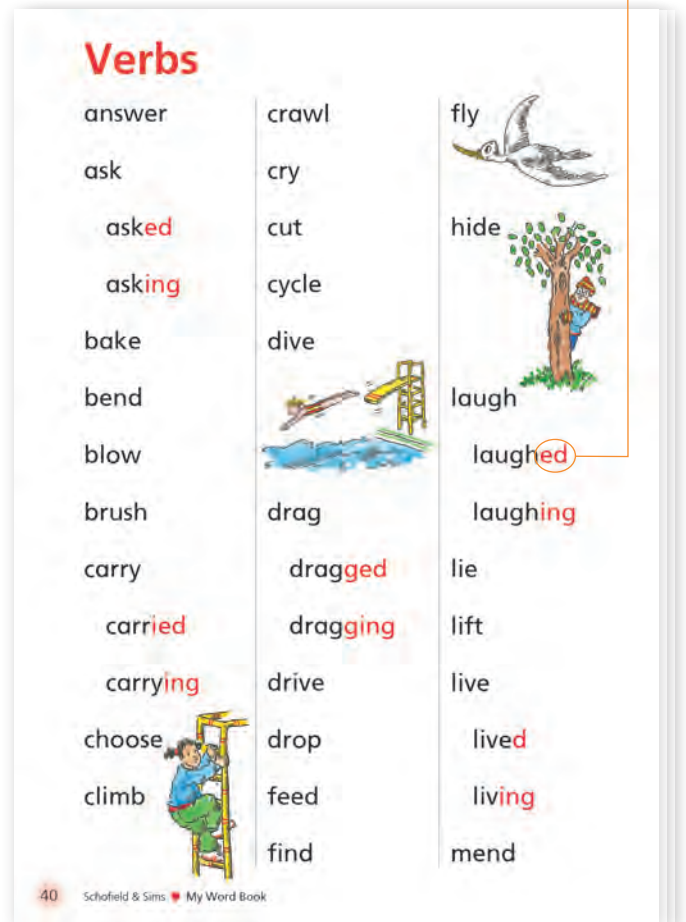 Verbs
answer
ask
asked
asking
bake
bend
blow
brush
carry
carried
carrying
choose
climb
crawl
cry
cut
cycle
dive
drag
dragged
dragging
drive
drop
feed
find
fly
hide
laugh
laughed
laughing
lie
lift
live
lived
living
mend
40 Schofield & Sims My Word Book